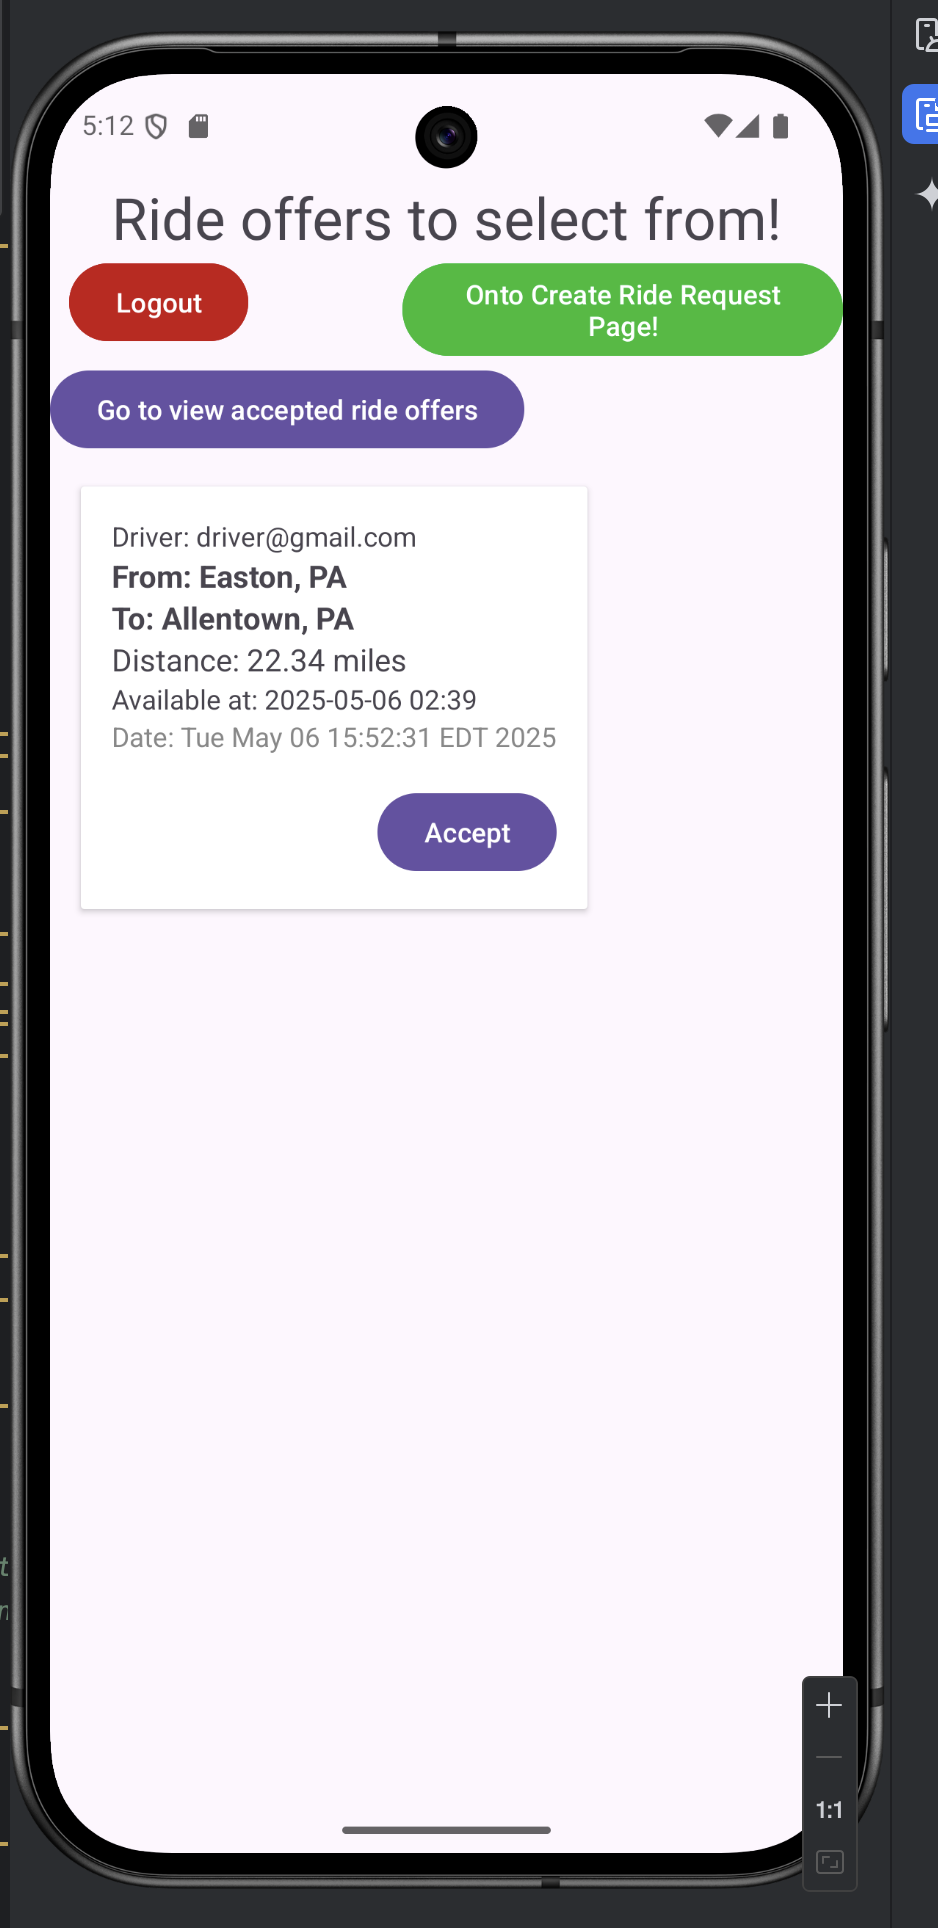 5:12
Ride offers to select from!
Logout
Onto Create Ride Request
Page!
Go to view accepted ride offers
Driver: driver@gmail.com
From: Easton, PA
To: Allentown, PA
Distance: 22.34 miles
Available at: 2025-05-06 02:39
Date: Tue May 06 15:52:31 EDT 2025
Accept
1:1